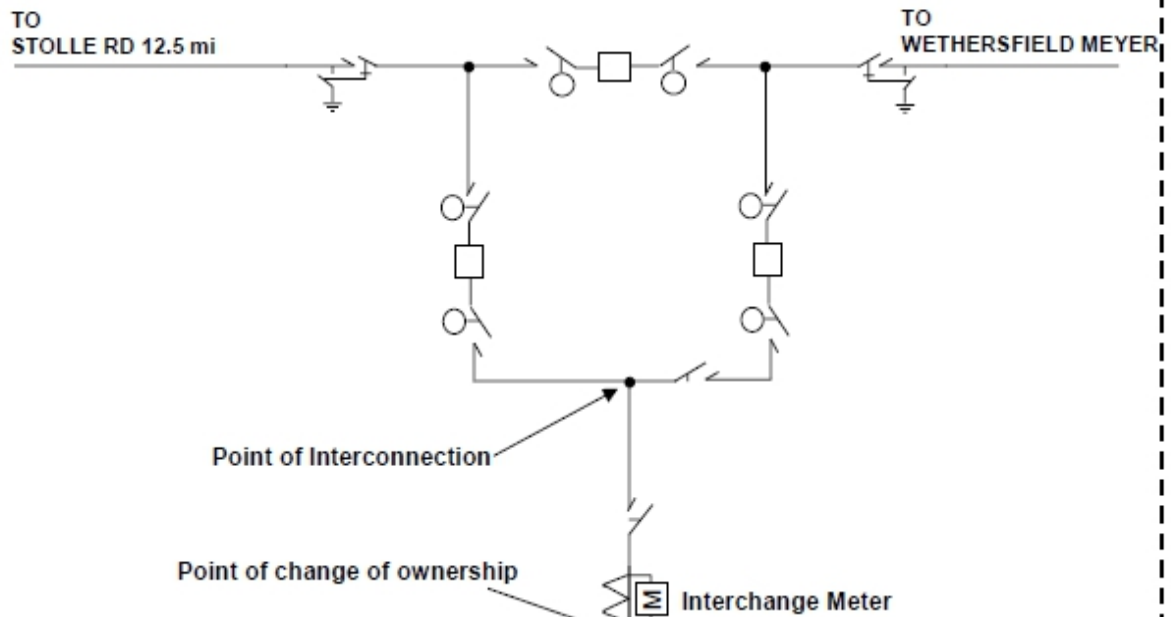 TO
STOLLE RD 12.5 mi
TO
WETHERSFIELD MEYER
Point of Interconnection
Point of change of ownership
M
Interchange Meter